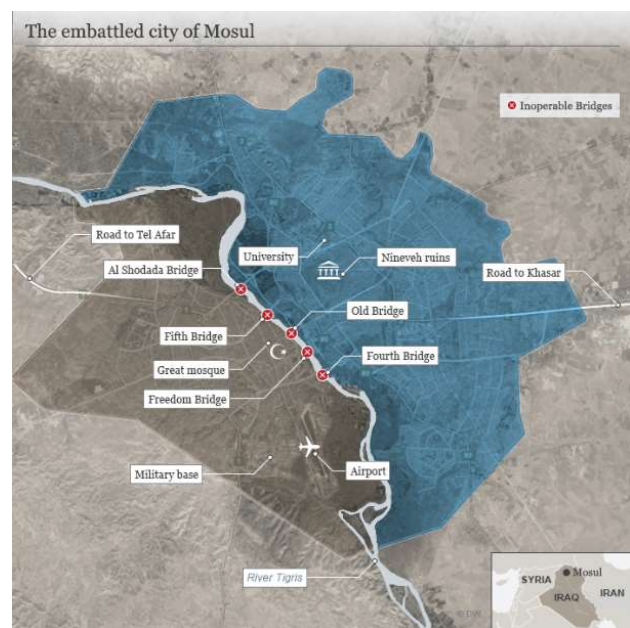 The embattled city of Mosul
Inoperable Bridges
Road to Tel Afar
University
Nineveh ruins
Al Shodada Bridge
Road to Khasar
Old Bridge
Fifth Bridge
Great mosque
Fourth Bridge
Freedom Bridge
Military base
Airport
River Tigris
SYRIA
Mosul
IRAQ
IRAN
© DW